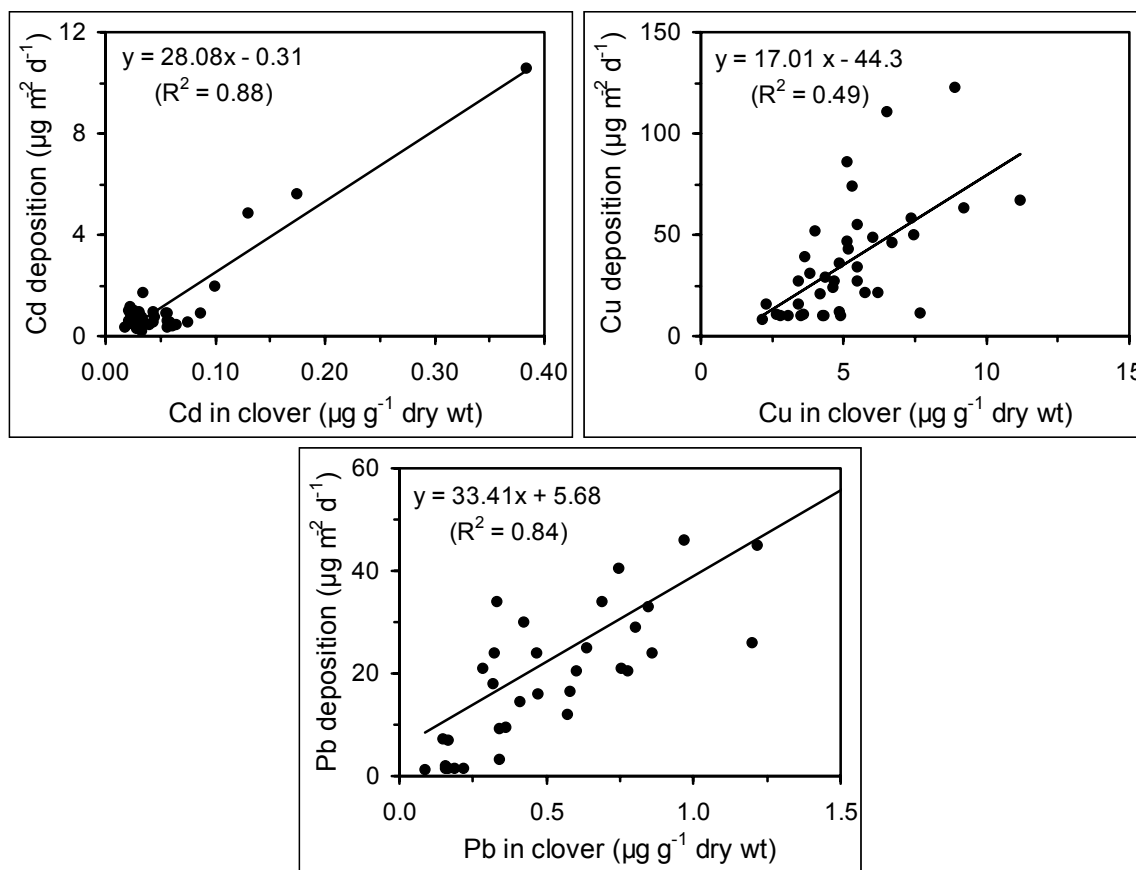 y = 28.08x - 0.31
(R² = 0.88)
Cd deposition (µg m⁻² d⁻¹)
12
8
4
0
0.00 0.10 0.20 0.30 0.40
Cd in clover (µg g⁻¹ dry wt)
y = 17.01 x - 44.3
(R² = 0.49)
Cu deposition (µg m⁻² d⁻¹)
150
100
50
0
0 5 10 15
Cu in clover (µg g⁻¹ dry wt)
y = 33.41x + 5.68
(R² = 0.84)
Pb deposition (µg m⁻² d⁻¹)
60
40
20
0
0.0 0.5 1.0 1.5
Pb in clover (µg g⁻¹ dry wt)